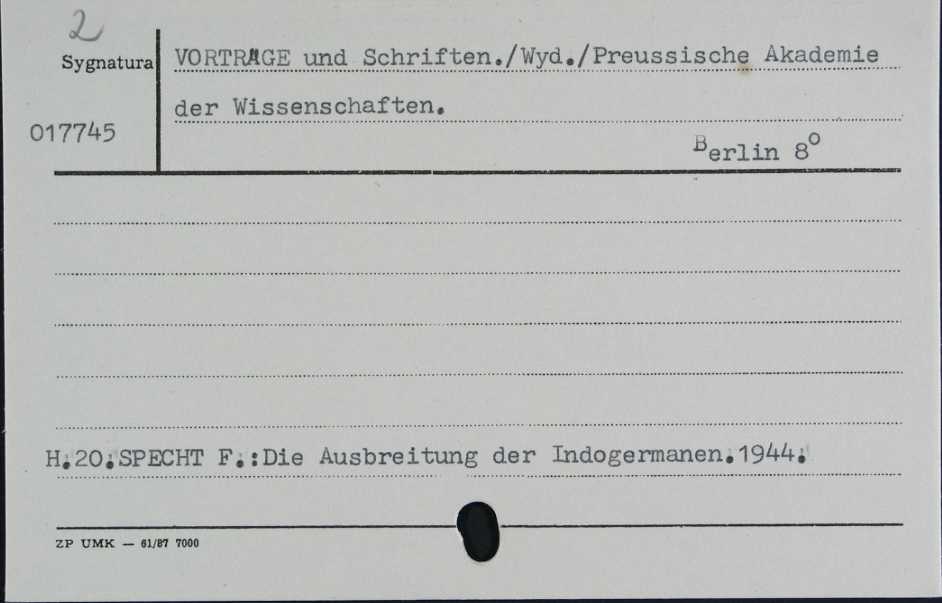 2
Sygnatura
VORTRÄGE und Schriften./Wyd./Preussische Akademie
der Wissenschaften.
017745
Berlin 8°
H.20.SPECHT F.:Die Ausbreitung der Indogermanen.1944.
ZP UMK — 61/87 7000